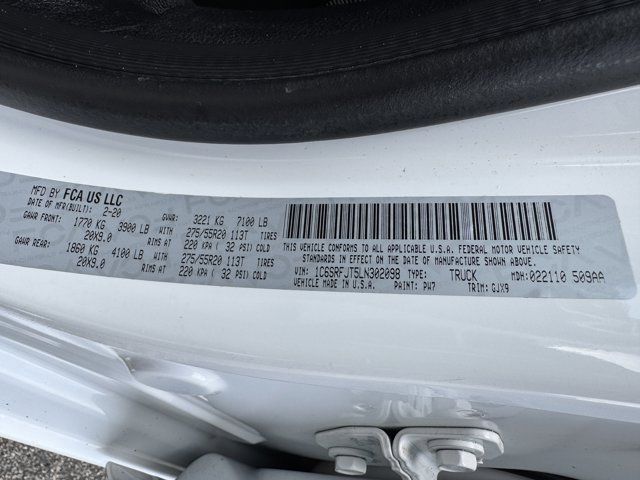 MFD BY FCA US LLC
DATE OF MFR(BUILT): 2-20 GVWR: 3221 KG 7100 LB
GAWR FRONT: 1770 KG 3900 LB 275/55R20 113T TIRES
20X9.0 RIMS AT 220 KPA ( 32 PSI) COLD
GAWR REAR: 1860 KG 4100 LB 275/55R20 113T TIRES
20X9.0 RIMS AT 220 KPA ( 32 PSI) COLD
THIS VEHICLE CONFORMS TO ALL APPLICABLE U.S.A. FEDERAL MOTOR VEHICLE SAFETY
STANDARDS IN EFFECT ON THE DATE OF MANUFACTURE SHOWN ABOVE.
VIN: 1C6SRFJT5LN302098 TYPE: TRUCK MDH:022110 509AA
VEHICLE MADE IN U.S.A. PAINT: PW7 TRIM: GJX9